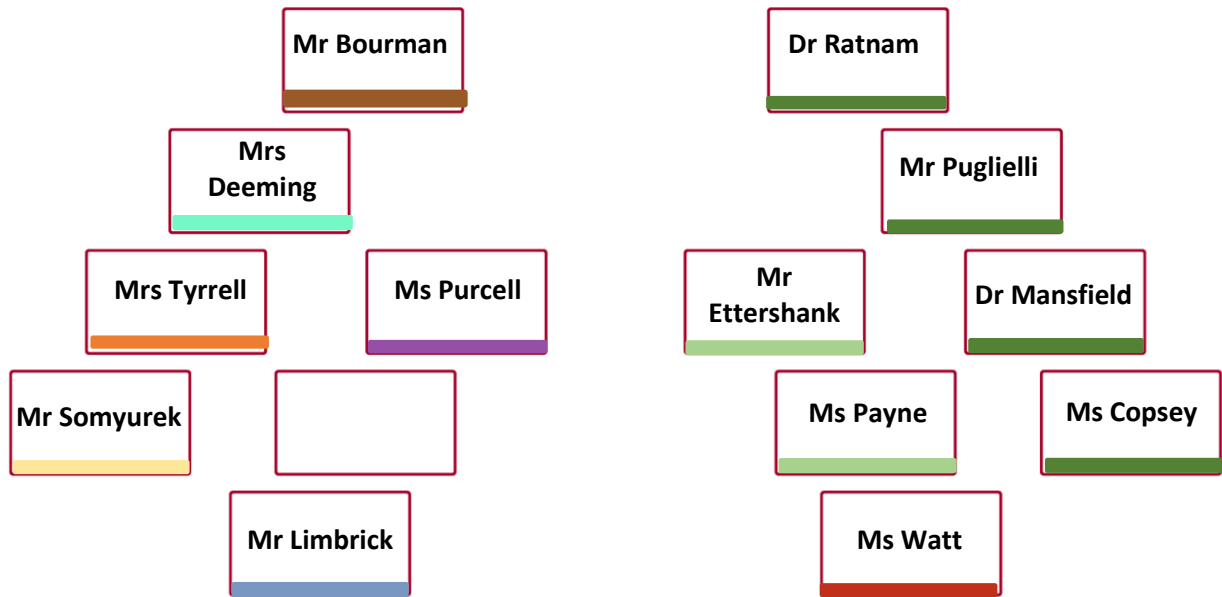 Mr Bourman
Dr Ratnam
Mrs
Deeming
Mr Puglielli
Mrs Tyrrell
Ms Purcell
Mr
Ettershank
Dr Mansfield
Mr Somyurek
Ms Payne
Ms Copsey
Mr Limbrick
Ms Watt